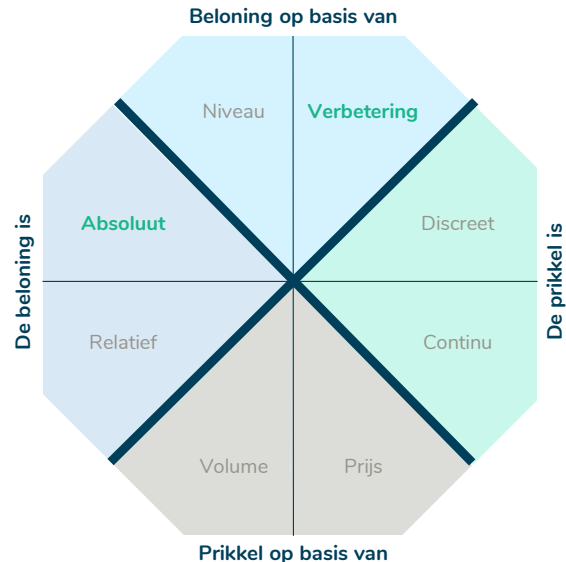 Beloning op basis van
Niveau
Verbetering
Absoluut
Discreet
De beloning is
De prikkel is
Relatief
Continu
Volume
Prijs
Prikkel op basis van